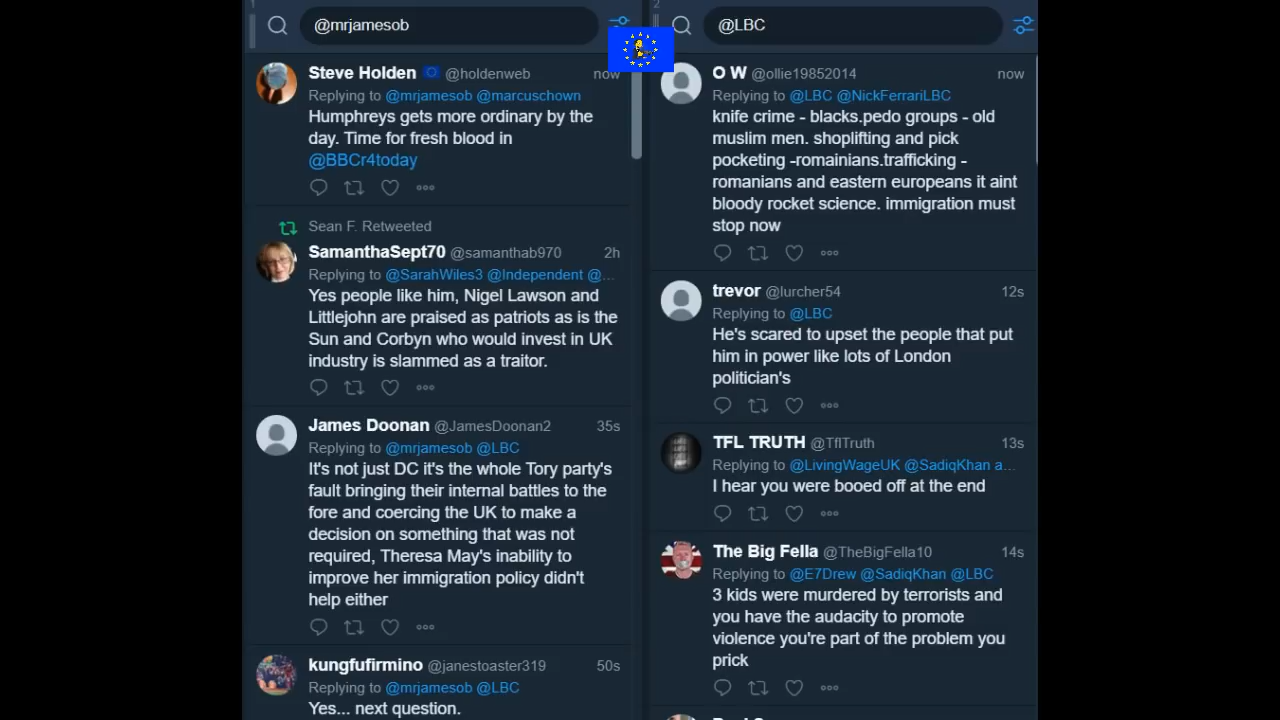 1
@mrjamesob
Steve Holden @holdenweb now
Replying to @mrjamesob @marcuschown
Humphreys gets more ordinary by the
day. Time for fresh blood in
@BBCr4today
Sean F. Retweeted
SamanthaSept70 @samanthab970 2h
Replying to @SarahWiles3 @Independent @...
Yes people like him, Nigel Lawson and
Littlejohn are praised as patriots as is the
Sun and Corbyn who would invest in UK
industry is slammed as a traitor.
James Doonan @JamesDoonan2 35s
Replying to @mrjamesob @LBC
It's not just DC it's the whole Tory party's
fault bringing their internal battles to the
fore and coercing the UK to make a
decision on something that was not
required, Theresa May's inability to
improve her immigration policy didn't
help either
kungfufirmino @janestoaster319 50s
Replying to @mrjamesob @LBC
Yes... next question.
2
@LBC
O W @ollie19852014 now
Replying to @LBC @NickFerrariLBC
knife crime - blacks.pedo groups - old
muslim men. shoplifting and pick
pocketing -romainians.trafficking -
romanians and eastern europeans it aint
bloody rocket science. immigration must
stop now
trevor @lurcher54 12s
Replying to @LBC
He's scared to upset the people that put
him in power like lots of London
politician's
TFL TRUTH @TflTruth 13s
Replying to @LivingWageUK @SadiqKhan a...
I hear you were booed off at the end
The Big Fella @TheBigFella10 14s
Replying to @E7Drew @SadiqKhan @LBC
3 kids were murdered by terrorists and
you have the audacity to promote
violence you're part of the problem you
prick